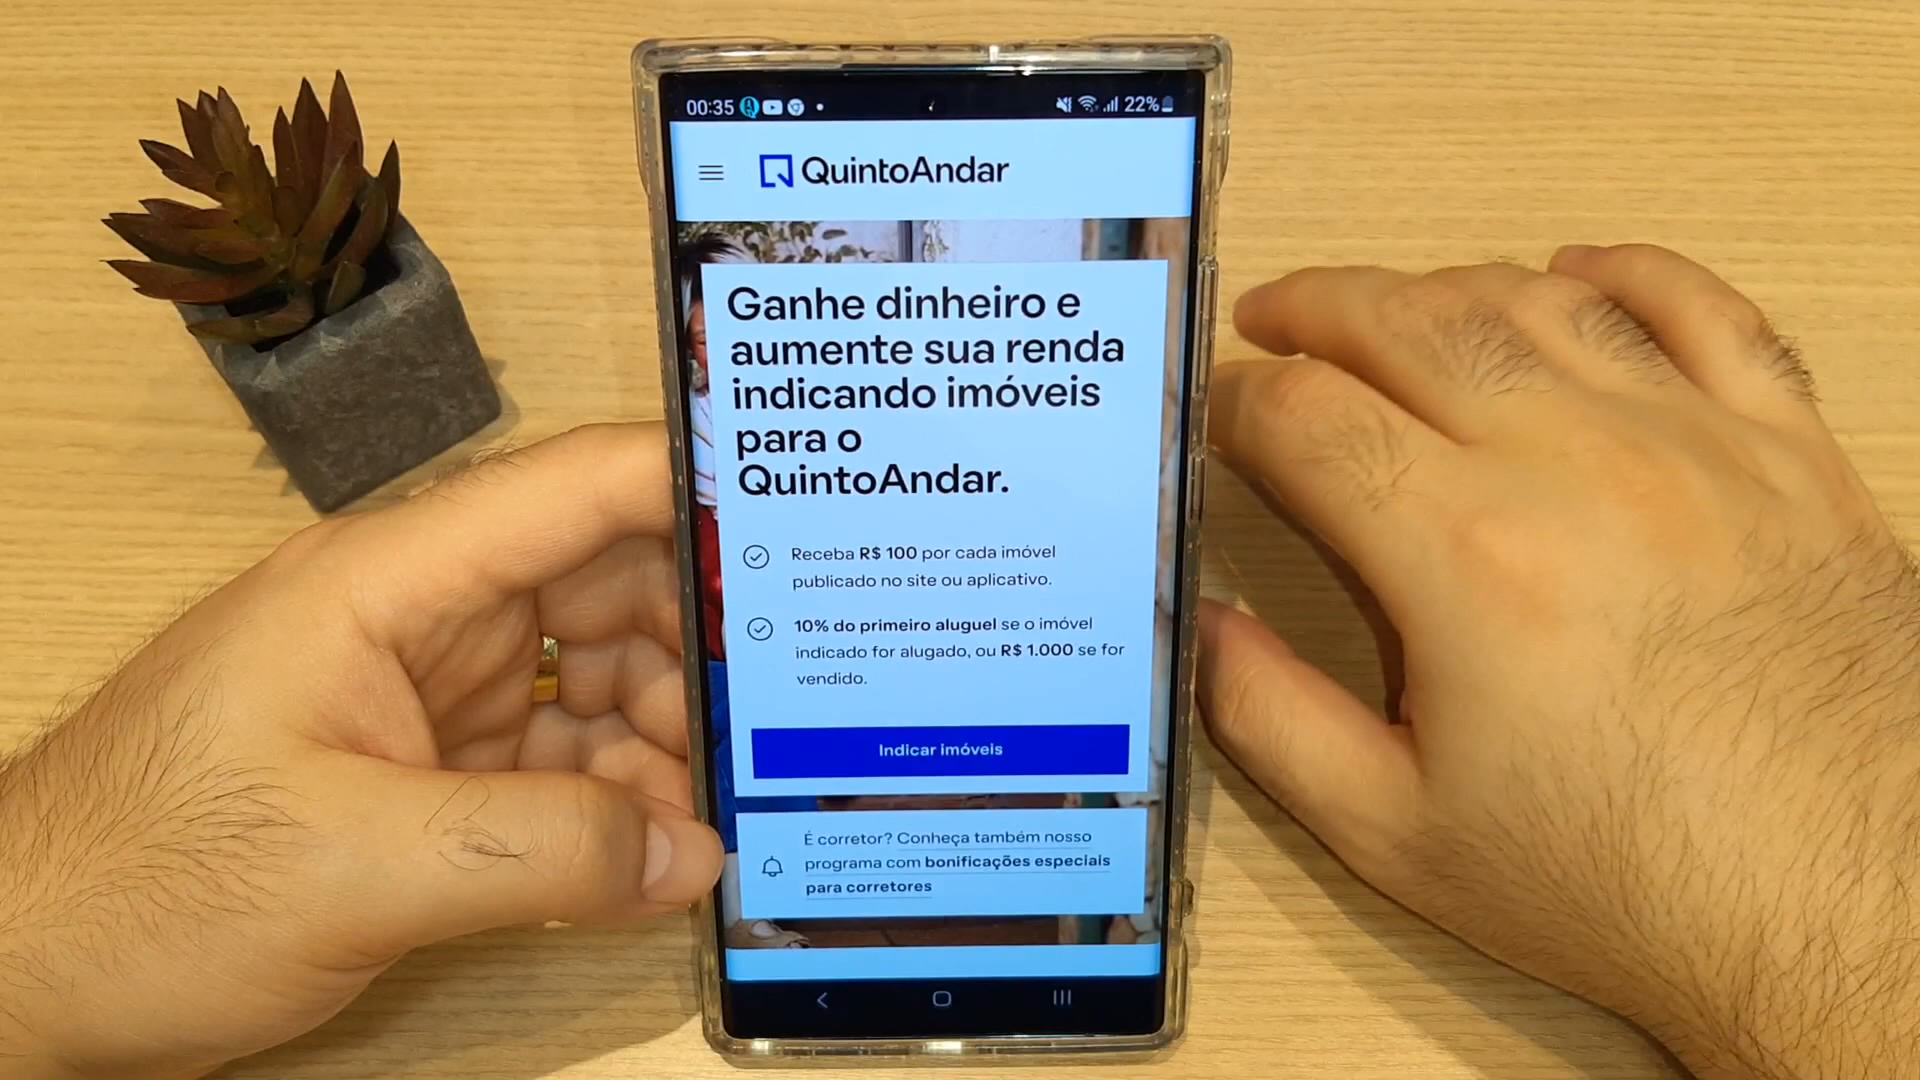 00:35
22%
QuintoAndar
Ganhe dinheiro e
aumente sua renda
indicando imóveis
para o
QuintoAndar.
Receba R$ 100 por cada imóvel
publicado no site ou aplicativo.
10% do primeiro aluguel se o imóvel
indicado for alugado, ou R$ 1.000 se for
vendido.
Indicar imóveis
É corretor? Conheça também nosso
programa com bonificações especiais
para corretores